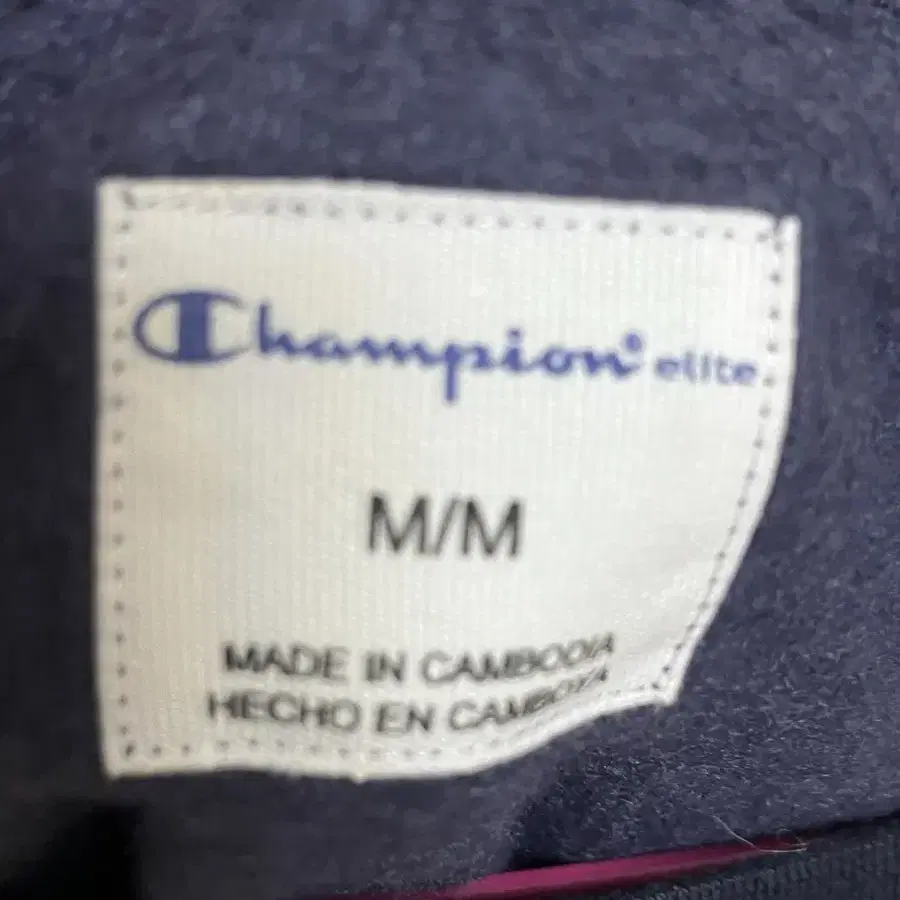 Champion® elite
M/M
MADE IN CAMBODIA
HECHO EN CAMBOYA